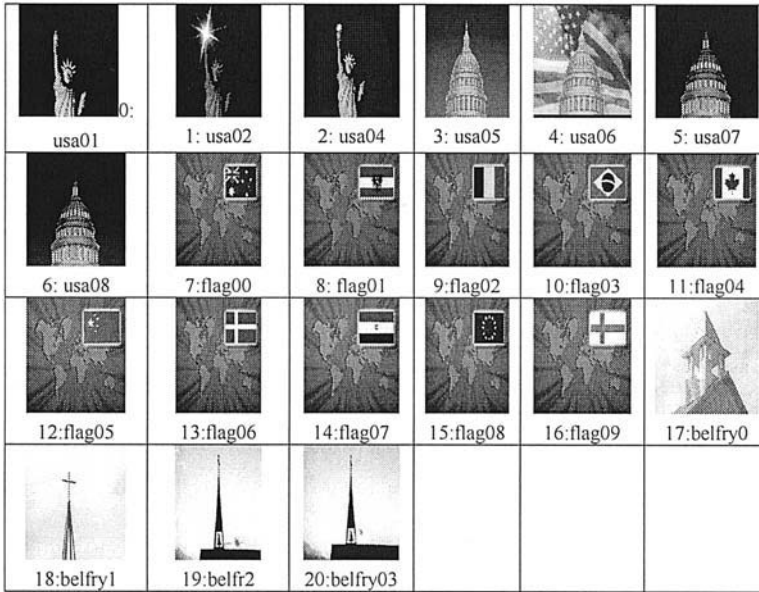 0:
usa01
1: usa02
2: usa04
3: usa05
4: usa06
5: usa07
6: usa08
7:flag00
8: flag01
9:flag02
10:flag03
11:flag04
12:flag05
13:flag06
14:flag07
15:flag08
16:flag09
17:belfry0
18:belfry1
19:belfr2
20:belfry03